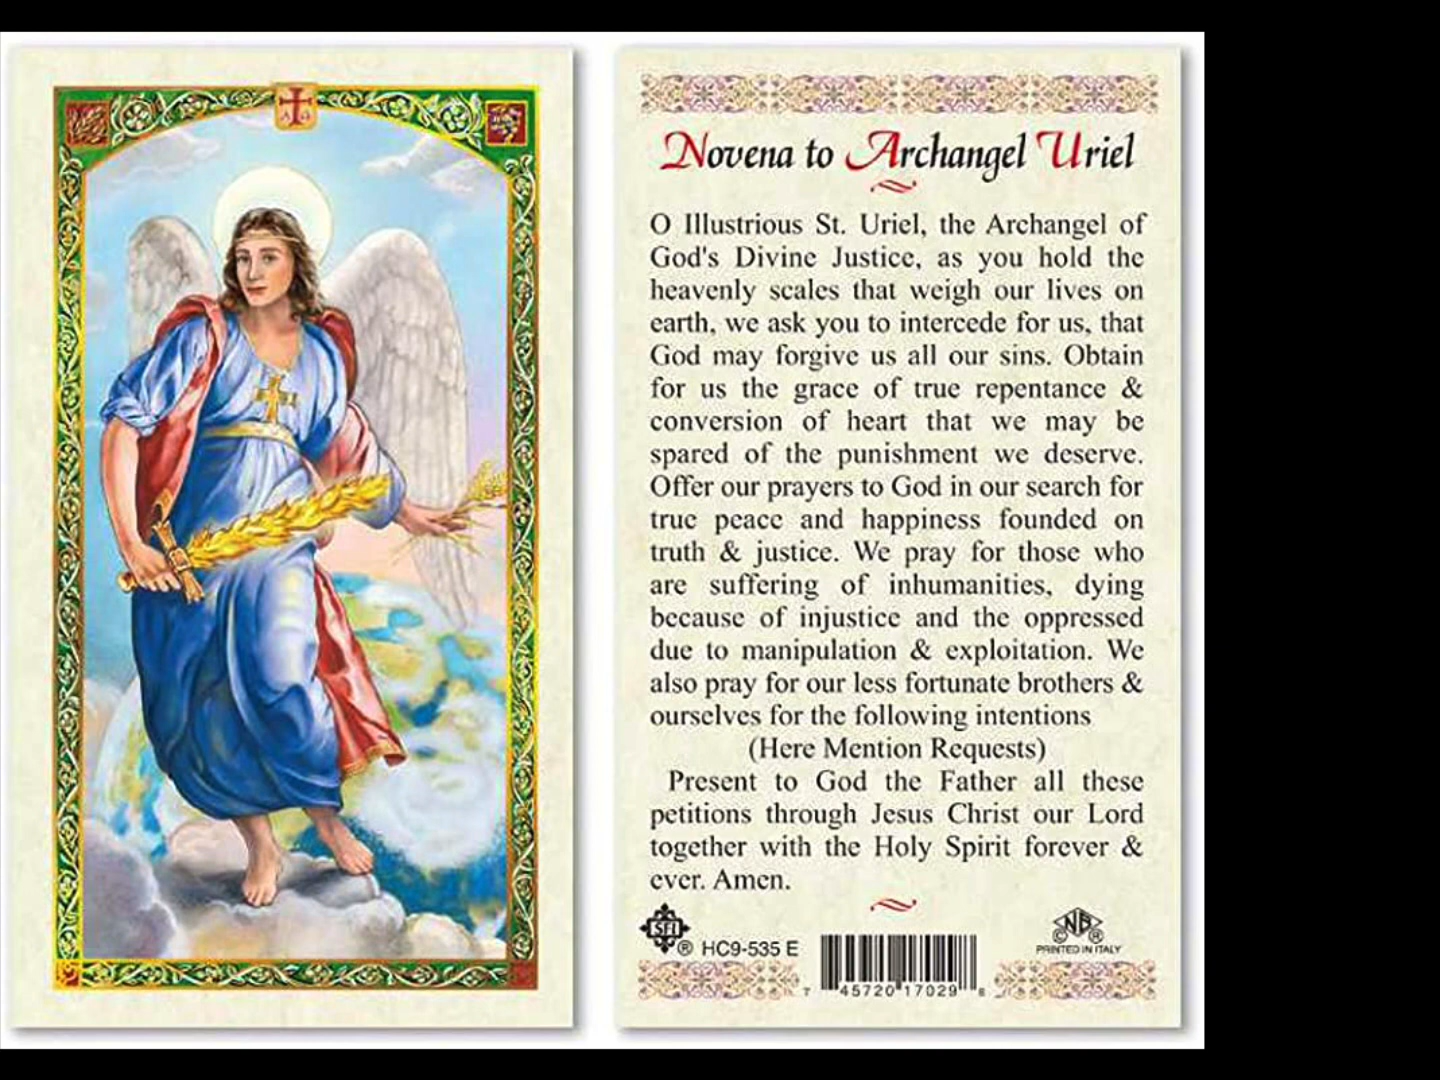 A Ω
Novena to Archangel Uriel
O Illustrious St. Uriel, the Archangel of
God's Divine Justice, as you hold the
heavenly scales that weigh our lives on
earth, we ask you to intercede for us, that
God may forgive us all our sins. Obtain
for us the grace of true repentance &
conversion of heart that we may be
spared of the punishment we deserve.
Offer our prayers to God in our search for
true peace and happiness founded on
truth & justice. We pray for those who
are suffering of inhumanities, dying
because of injustice and the oppressed
due to manipulation & exploitation. We
also pray for our less fortunate brothers &
ourselves for the following intentions
(Here Mention Requests)
Present to God the Father all these
petitions through Jesus Christ our Lord
together with the Holy Spirit forever &
ever. Amen.
SFI ® HC9-535 E
7 45720 17029 8
© NB ®
PRINTED IN ITALY